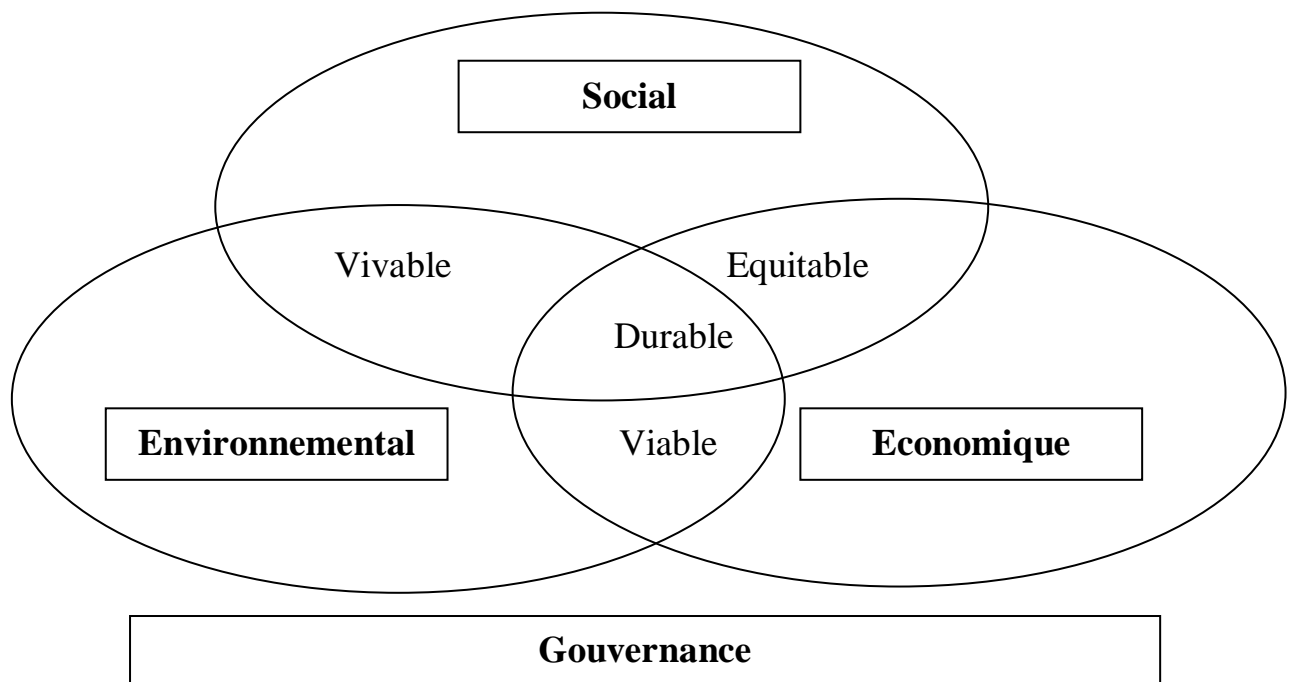 Social
Vivable
Equitable
Durable
Environnemental
Viable
Economique
Gouvernance